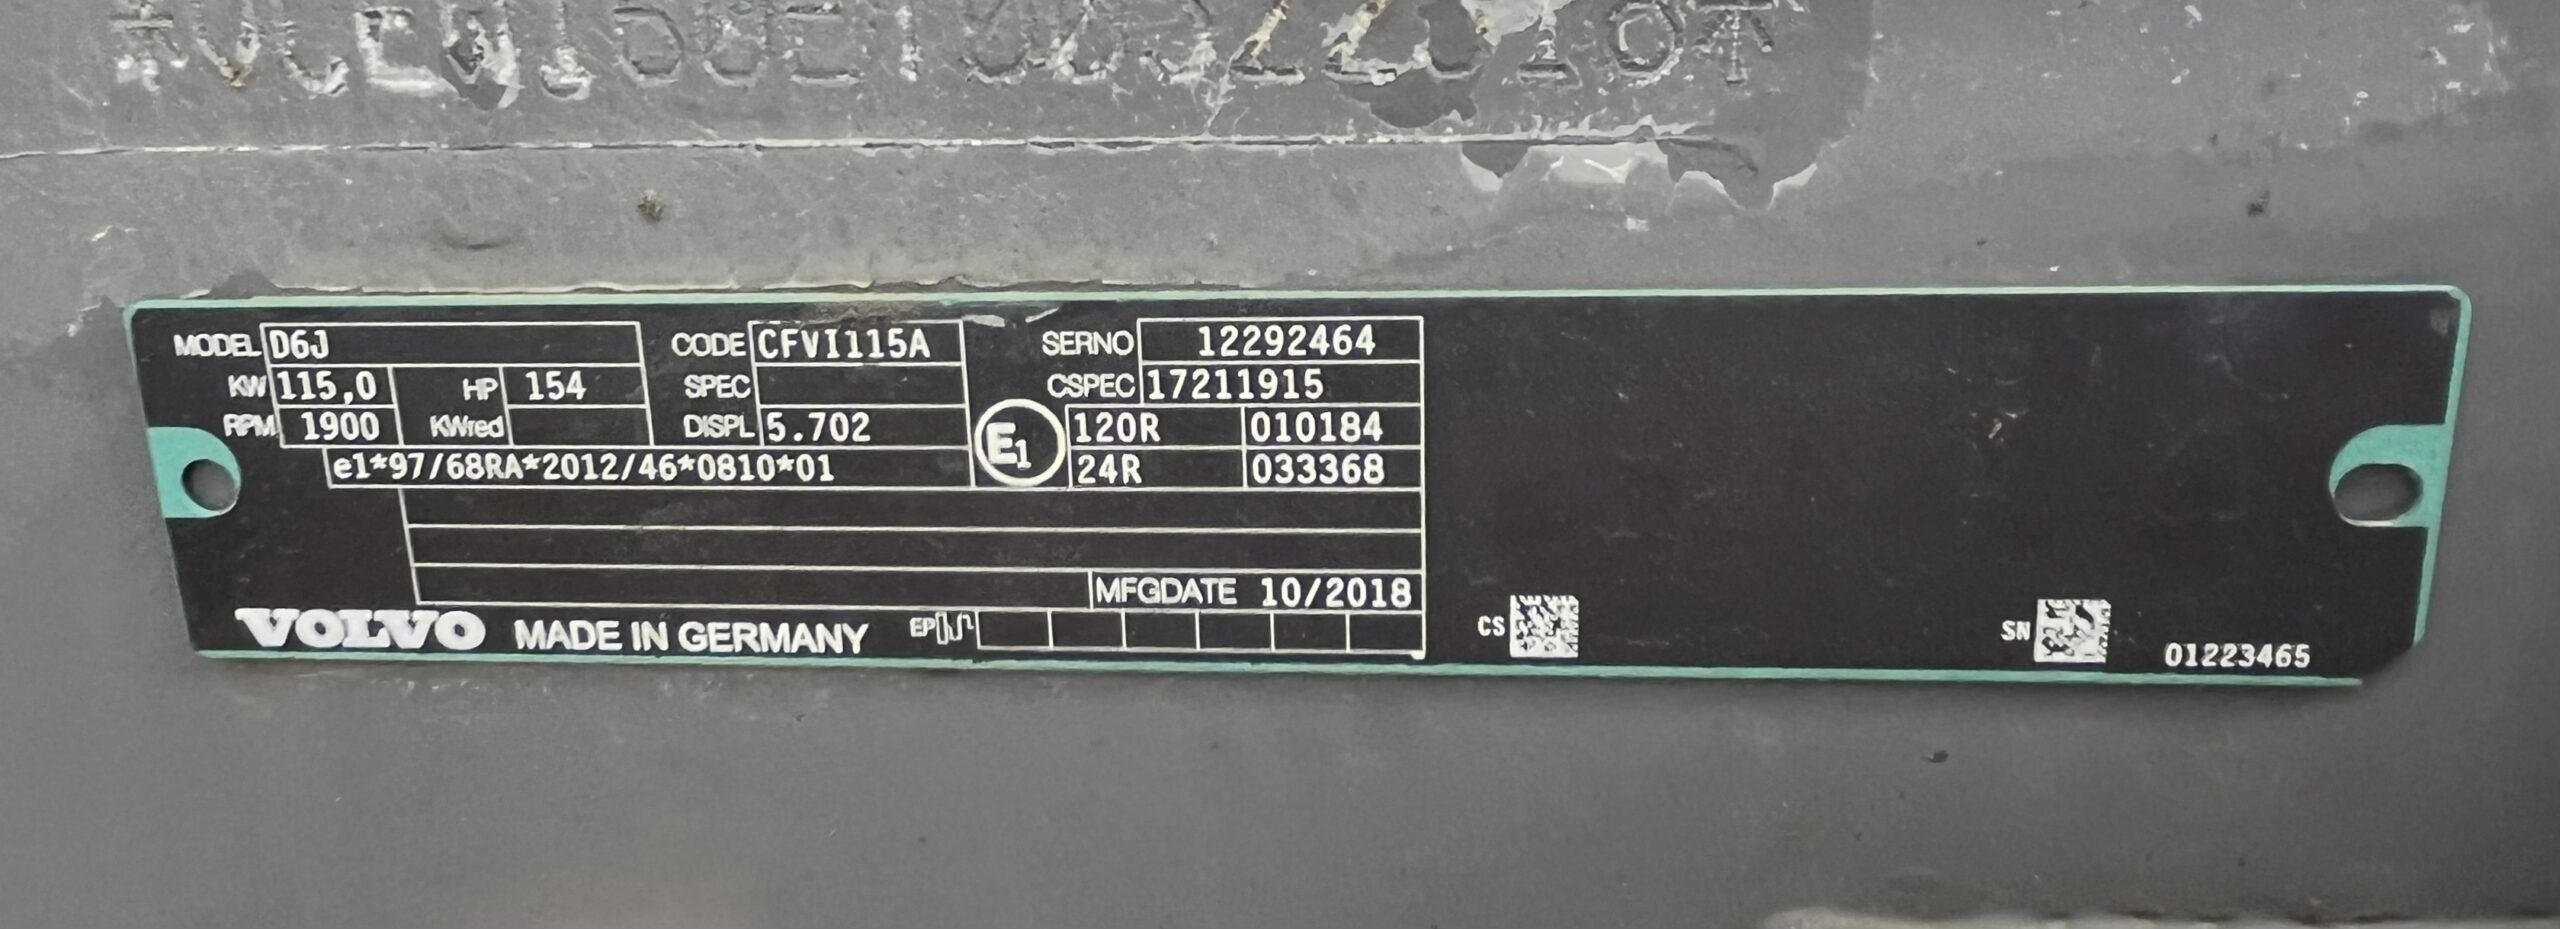 MODEL D6J CODE CFVI115A SERNO 12292464
KW 115,0 HP 154 SPEC CSPEC 17211915
RPM 1900 KWred DISPL 5.702 E1 120R 010184
e1*97/68RA*2012/46*0810*01 24R 033368
MFGDATE 10/2018
VOLVO MADE IN GERMANY EP CS SN 01223465